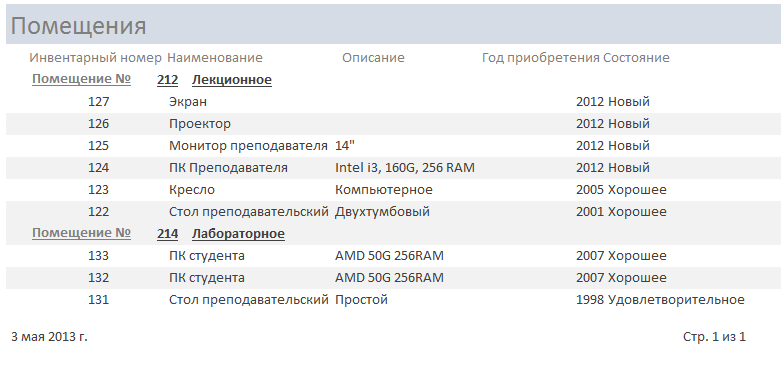 Помещения
Инвентарный номер Наименование Описание Год приобретения Состояние
Помещение № 212 Лекционное
127 Экран 2012 Новый
126 Проектор 2012 Новый
125 Монитор преподавателя 14" 2012 Новый
124 ПК Преподавателя Intel i3, 160G, 256 RAM 2012 Новый
123 Кресло Компьютерное 2005 Хорошее
122 Стол преподавательский Двухтумбовый 2001 Хорошее
Помещение № 214 Лабораторное
133 ПК студента AMD 50G 256RAM 2007 Хорошее
132 ПК студента AMD 50G 256RAM 2007 Хорошее
131 Стол преподавательский Простой 1998 Удовлетворительное
3 мая 2013 г. Стр. 1 из 1